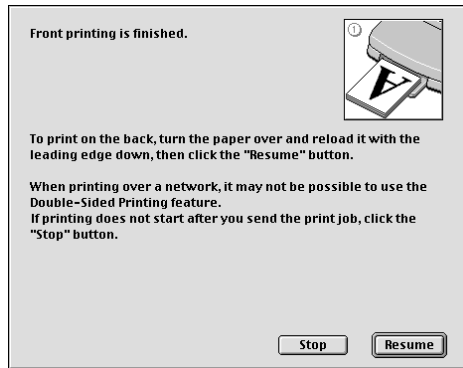 Front printing is finished.
①
A
To print on the back, turn the paper over and reload it with the
leading edge down, then click the "Resume" button.
When printing over a network, it may not be possible to use the
Double-Sided Printing feature.
If printing does not start after you send the print job, click the
"Stop" button.
Stop
Resume